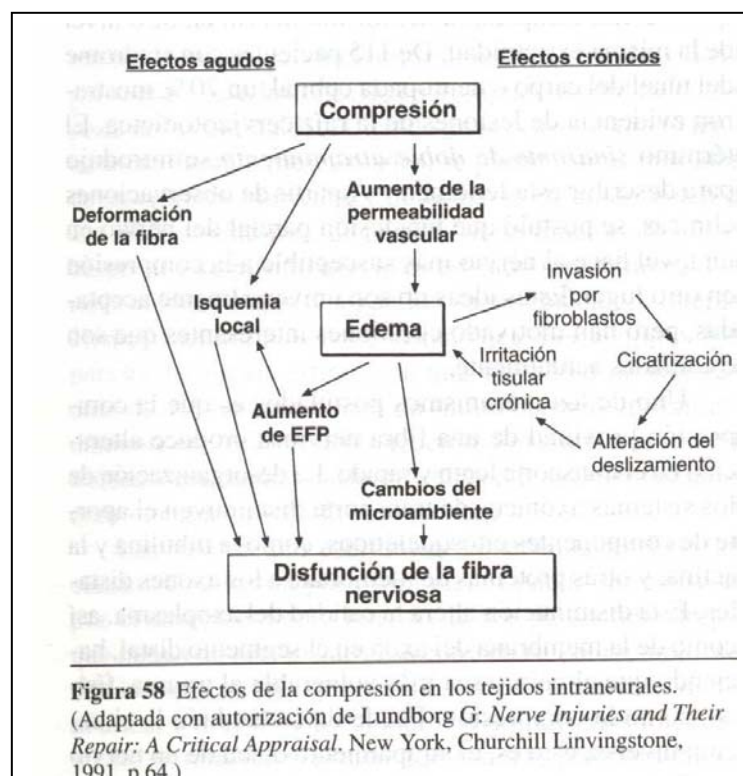 Efectos agudos
Efectos crónicos
Compresión
Deformación
de la fibra
Aumento de la
permeabilidad
vascular
Isquemia
local
Edema
Invasión
por
fibroblastos
Irritación
tisular
crónica
Cicatrización
Aumento
de EFP
Alteración del
deslizamiento
Cambios del
microambiente
Disfunción de la fibra
nerviosa
Figura 58 Efectos de la compresión en los tejidos intraneurales.
(Adaptada con autorización de Lundborg G: Nerve Injuries and Their
Repair: A Critical Appraisal. New York, Churchill Linvingstone,
1991, p 64.)